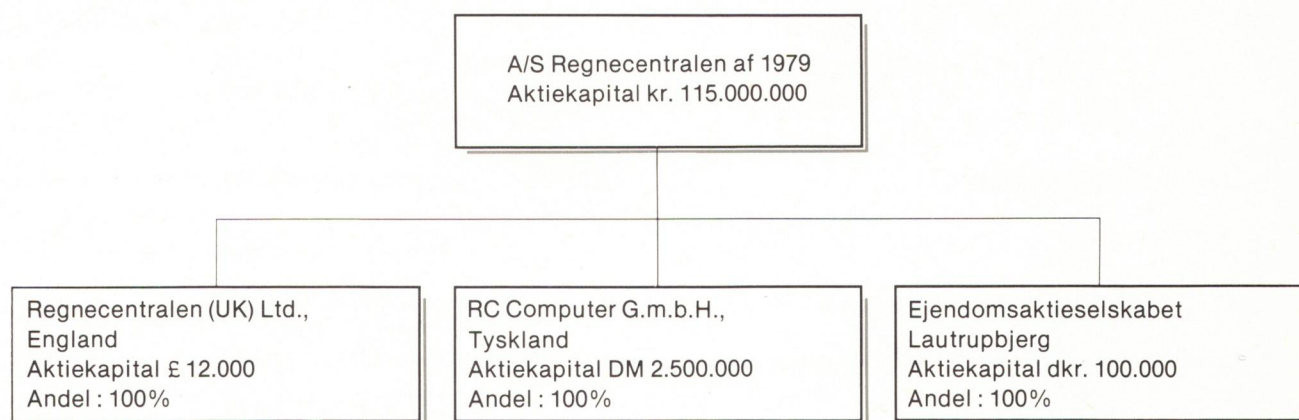 A/S Regnecentralen af 1979
Aktiekapital kr. 115.000.000
Regnecentralen (UK) Ltd.,
England
Aktiekapital £ 12.000
Andel : 100%
RC Computer G.m.b.H.,
Tyskland
Aktiekapital DM 2.500.000
Andel : 100%
Ejendomsaktieselskabet
Lautrupbjerg
Aktiekapital dkr. 100.000
Andel : 100%